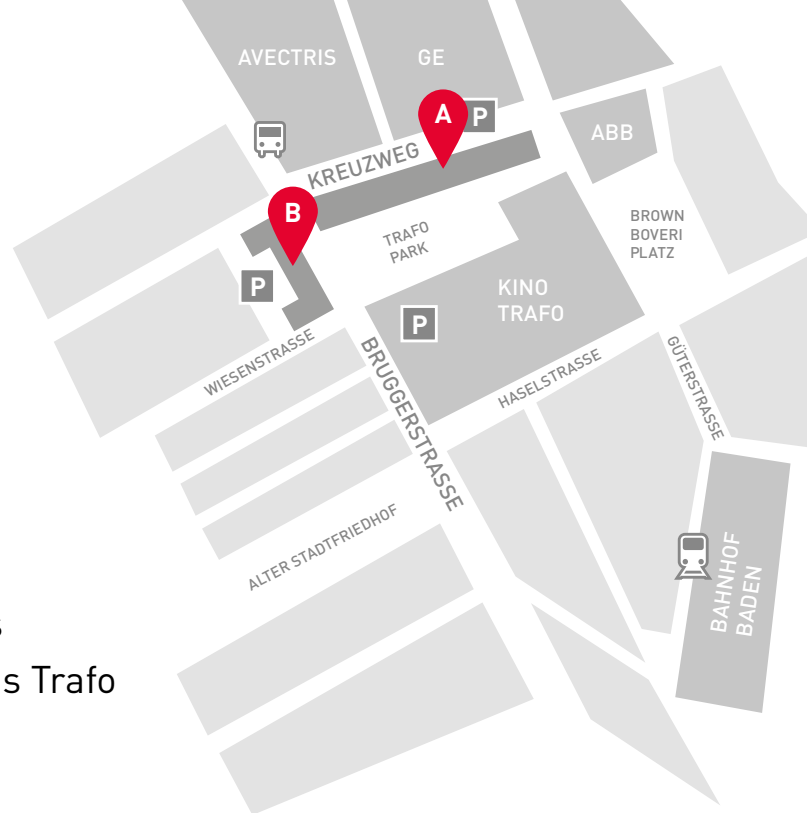 AVECTRIS
GE
A
P
ABB
KREUZWEG
B
TRAFO
PARK
BROWN
BOVERI
PLATZ
P
KINO
TRAFO
P
WIESENSTRASSE
BRUGGERSTRASSE
HASELSTRASSE
GÜTERSTRASSE
ALTER STADTFRIEDHOF
BAHNHOF
BADEN
s Trafo